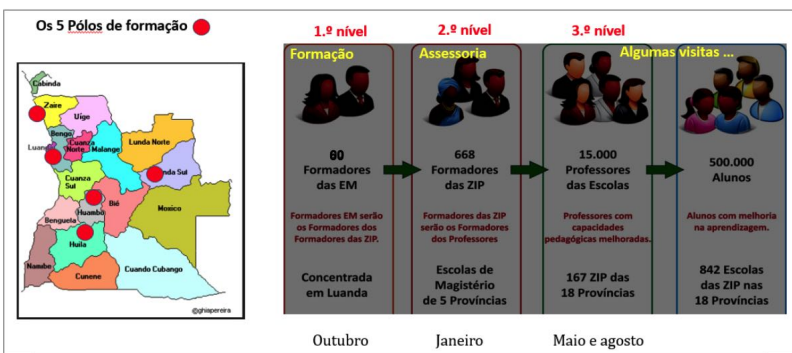 Os 5 Pólos de formação
Cabinda
Zaire
Uíge
Bengo
Cuanza
Norte
Malange
Lunda Norte
Cuanza
Sul
Huambo
Bié
Moxico
Benguela
Huíla
Cunene
Cuando Cubango
@ghiapereira
1.º nível
2.º nível
3.º nível
Formação
Assessoria
Algumas visitas ...
Formadores
das EM
668
Formadores
das ZIP
15.000
Professores
das Escolas
500.000
Alunos
Formadores EM serão
os Formadores dos
Formadores das ZIP.
Formadores das ZIP
serão os Formadores
dos Professores
Professores com
capacidades
pedagógicas melhoradas.
Alunos com melhoria
na aprendizagem.
Concentrada
em Luanda
Escolas de
Magistério
de 5 Províncias
167 ZIP das
18 Províncias
842 Escolas
das ZIP nas
18 Províncias
Outubro
Janeiro
Maio e agosto